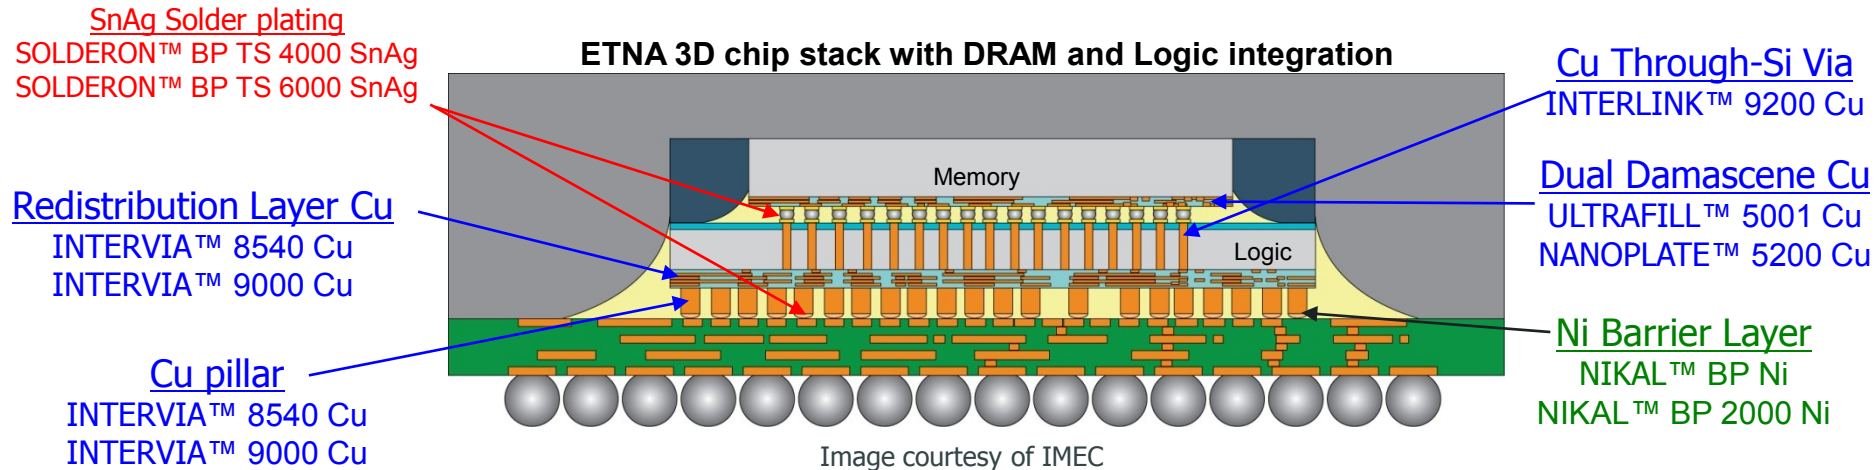 SnAg Solder plating
SOLDERON™ BP TS 4000 SnAg
SOLDERON™ BP TS 6000 SnAg
ETNA 3D chip stack with DRAM and Logic integration
Cu Through-Si Via
INTERLINK™ 9200 Cu
Redistribution Layer Cu
INTERVIA™ 8540 Cu
INTERVIA™ 9000 Cu
Memory
Logic
Dual Damascene Cu
ULTRAFILL™ 5001 Cu
NANOPLATE™ 5200 Cu
Cu pillar
INTERVIA™ 8540 Cu
INTERVIA™ 9000 Cu
Ni Barrier Layer
NIKAL™ BP Ni
NIKAL™ BP 2000 Ni
Image courtesy of IMEC